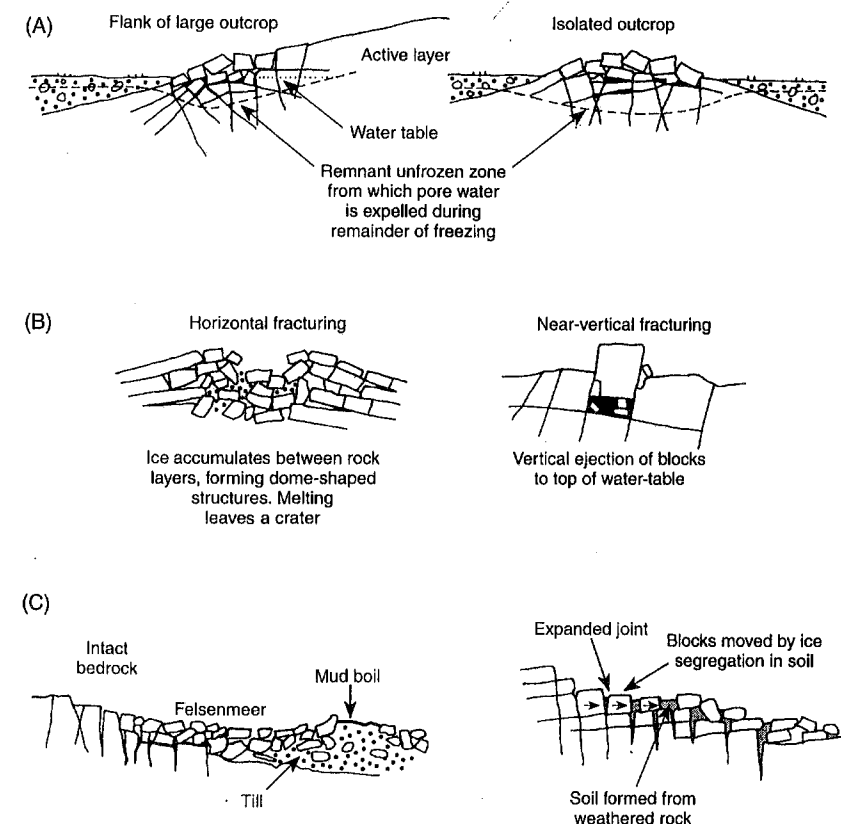 (A)
Flank of large outcrop
Isolated outcrop
Active layer
Water table
Remnant unfrozen zone
from which pore water
is expelled during
remainder of freezing
(B)
Horizontal fracturing
Near-vertical fracturing
Ice accumulates between rock
layers, forming dome-shaped
structures. Melting
leaves a crater
Vertical ejection of blocks
to top of water-table
(C)
Intact
bedrock
Felsenmeer
Mud boil
Till
Expanded joint
Blocks moved by ice
segregation in soil
Soil formed from
weathered rock